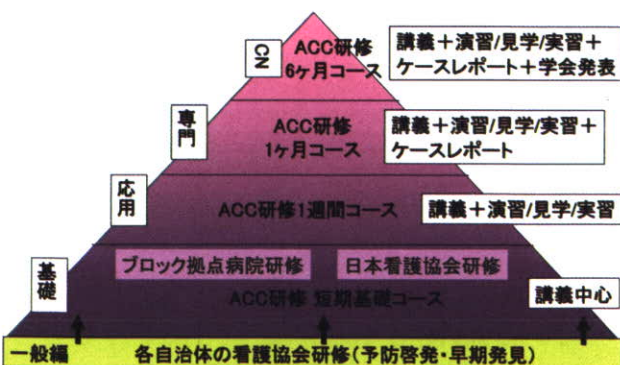 CN
ACC研修
6ヶ月コース
講義＋演習/見学/実習＋
ケースレポート＋学会発表
専門
ACC研修
1ヶ月コース
講義＋演習/見学/実習＋
ケースレポート
応用
ACC研修1週間コース
講義＋演習/見学/実習
基礎
ブロック拠点病院研修
日本看護協会研修
ACC研修 短期基礎コース
講義中心
一般編
各自治体の看護協会研修(予防啓発・早期発見)